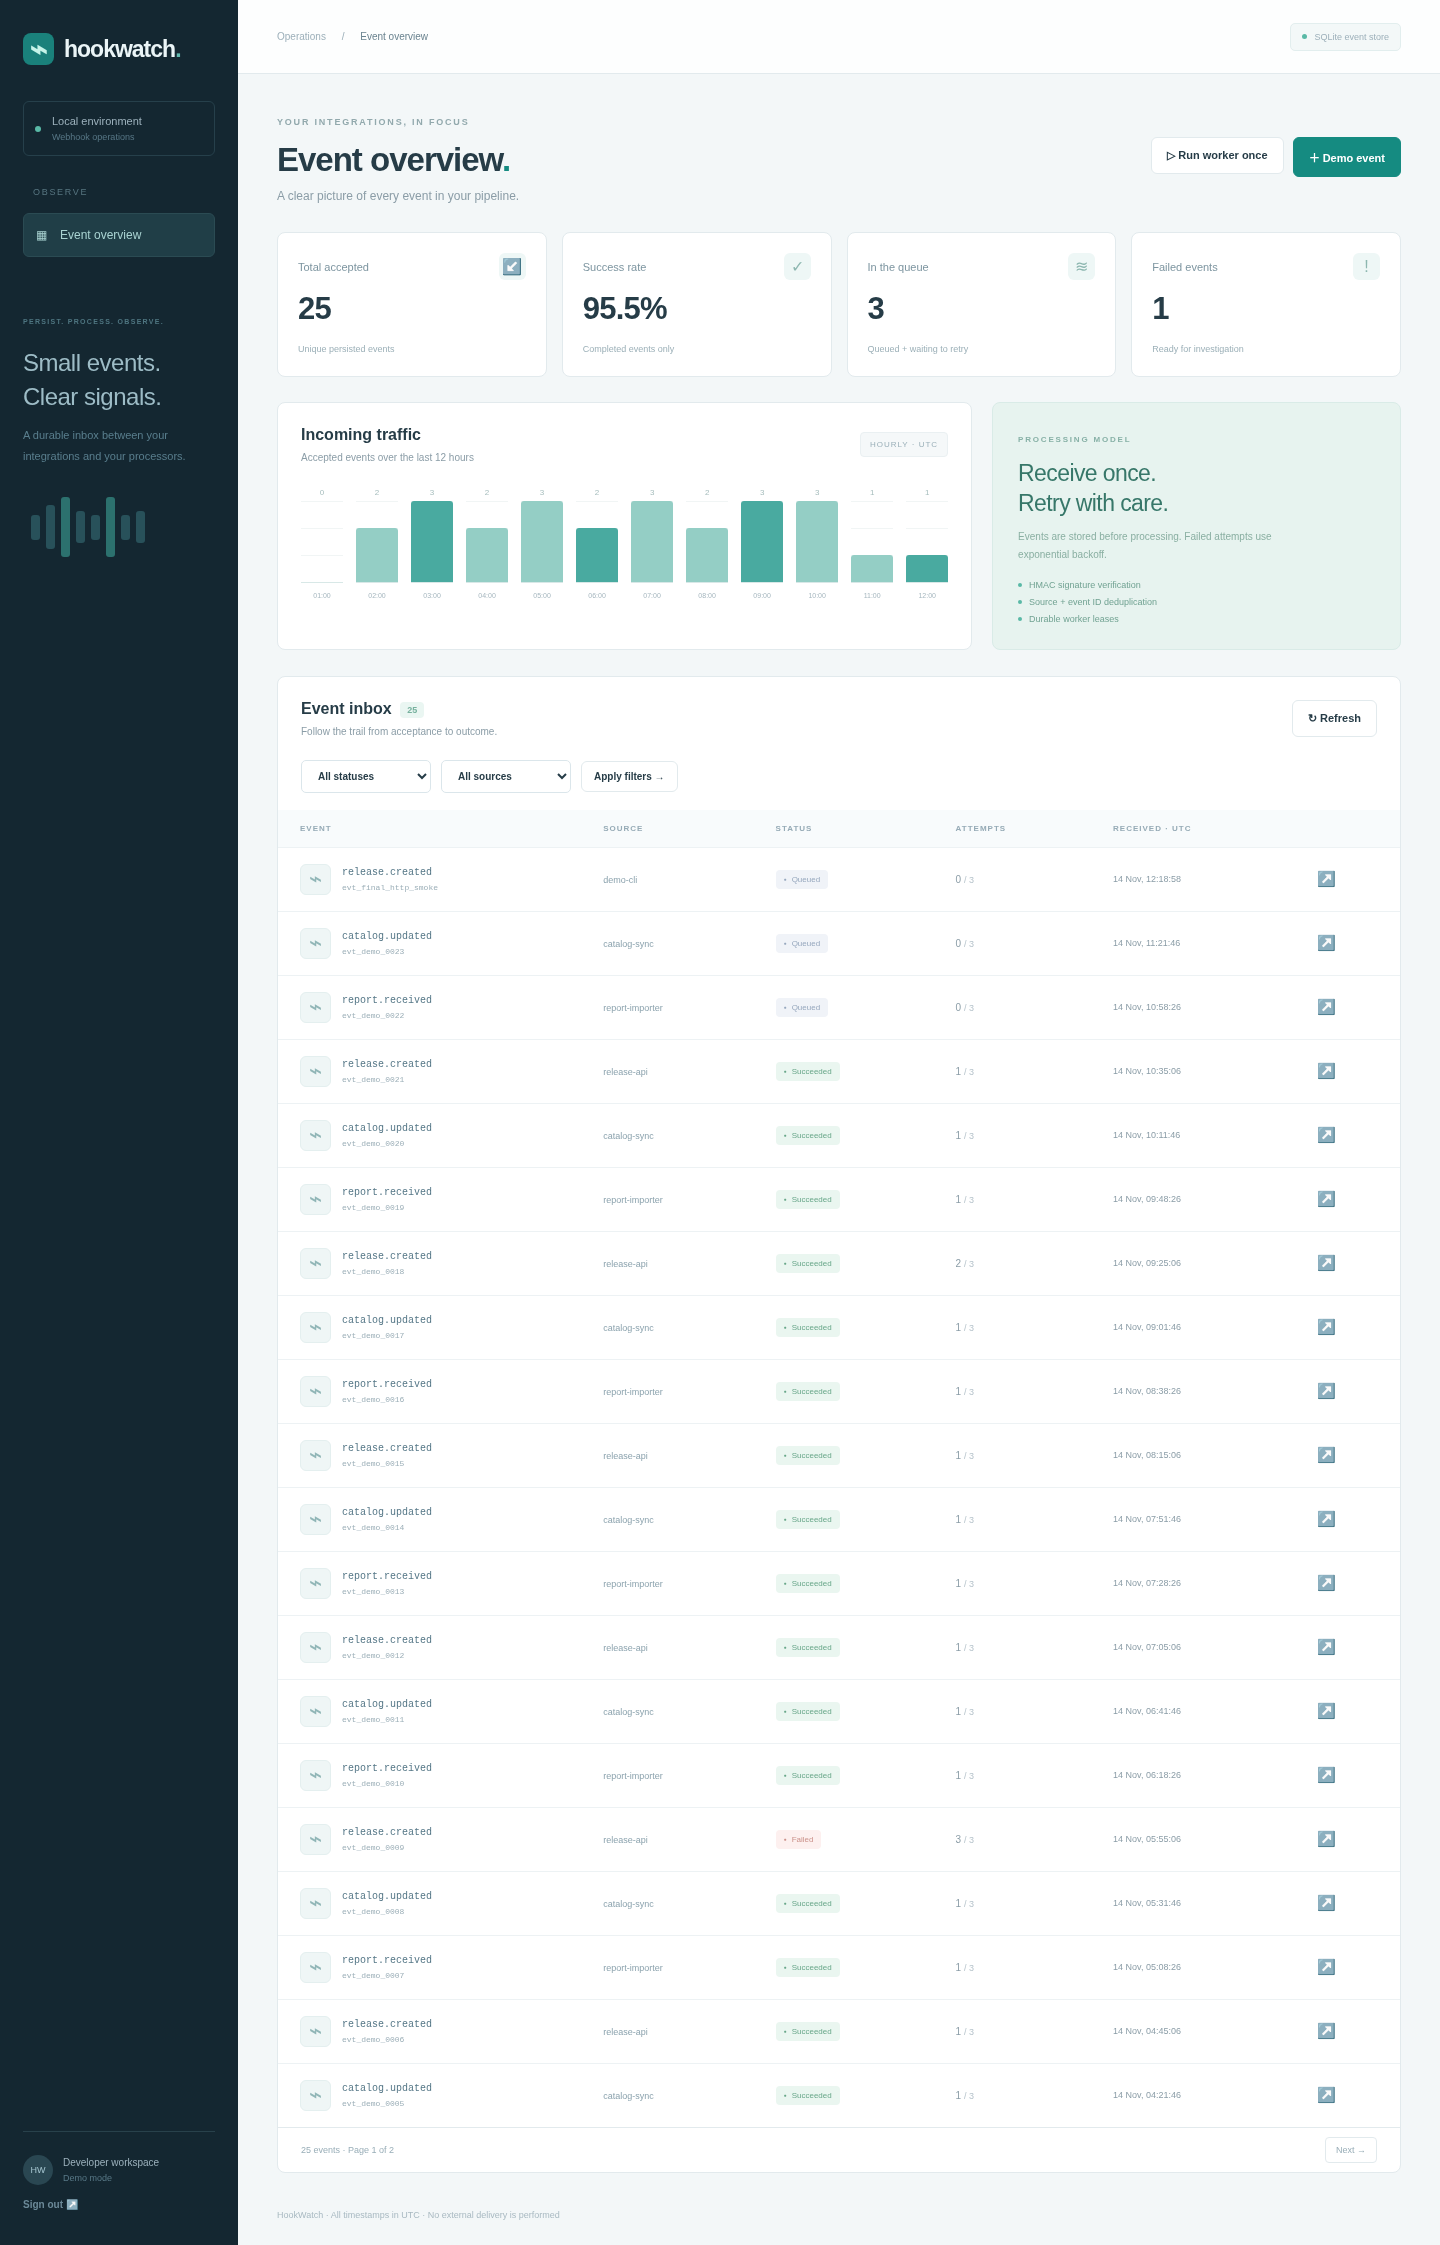 hookwatch.
Local environment
Webhook operations
OBSERVE
Event overview
PERSIST. PROCESS. OBSERVE.
Small events.
Clear signals.
A durable inbox between your
integrations and your processors.
HW
Developer workspace
Demo mode
Sign out ↗
Operations / Event overview
SQLite event store
YOUR INTEGRATIONS, IN FOCUS
Event overview.
A clear picture of every event in your pipeline.
▷ Run worker once
+ Demo event
Total accepted
25
Unique persisted events
Success rate
95.5%
Completed events only
In the queue
3
Queued + waiting to retry
Failed events
!
1
Ready for investigation
Incoming traffic
Accepted events over the last 12 hours
HOURLY · UTC
0 2 3 2 3 2 3 2 3 3 1 1
01:00 02:00 03:00 04:00 05:00 06:00 07:00 08:00 09:00 10:00 11:00 12:00
PROCESSING MODEL
Receive once.
Retry with care.
Events are stored before processing. Failed attempts use
exponential backoff.
HMAC signature verification
Source + event ID deduplication
Durable worker leases
Event inbox 25
Follow the trail from acceptance to outcome.
↻ Refresh
All statuses All sources Apply filters →
EVENT SOURCE STATUS ATTEMPTS RECEIVED · UTC
release.created
evt_final_http_smoke
demo-cli • Queued 0 / 3 14 Nov, 12:18:58
catalog.updated
evt_demo_0023
catalog-sync • Queued 0 / 3 14 Nov, 11:21:46
report.received
evt_demo_0022
report-importer • Queued 0 / 3 14 Nov, 10:58:26
release.created
evt_demo_0021
release-api • Succeeded 1 / 3 14 Nov, 10:35:06
catalog.updated
evt_demo_0020
catalog-sync • Succeeded 1 / 3 14 Nov, 10:11:46
report.received
evt_demo_0019
report-importer • Succeeded 1 / 3 14 Nov, 09:48:26
release.created
evt_demo_0018
release-api • Succeeded 2 / 3 14 Nov, 09:25:06
catalog.updated
evt_demo_0017
catalog-sync • Succeeded 1 / 3 14 Nov, 09:01:46
report.received
evt_demo_0016
report-importer • Succeeded 1 / 3 14 Nov, 08:38:26
release.created
evt_demo_0015
release-api • Succeeded 1 / 3 14 Nov, 08:15:06
catalog.updated
evt_demo_0014
catalog-sync • Succeeded 1 / 3 14 Nov, 07:51:46
report.received
evt_demo_0013
report-importer • Succeeded 1 / 3 14 Nov, 07:28:26
release.created
evt_demo_0012
release-api • Succeeded 1 / 3 14 Nov, 07:05:06
catalog.updated
evt_demo_0011
catalog-sync • Succeeded 1 / 3 14 Nov, 06:41:46
report.received
evt_demo_0010
report-importer • Succeeded 1 / 3 14 Nov, 06:18:26
release.created
evt_demo_0009
release-api • Failed 3 / 3 14 Nov, 05:55:06
catalog.updated
evt_demo_0008
catalog-sync • Succeeded 1 / 3 14 Nov, 05:31:46
report.received
evt_demo_0007
report-importer • Succeeded 1 / 3 14 Nov, 05:08:26
release.created
evt_demo_0006
release-api • Succeeded 1 / 3 14 Nov, 04:45:06
catalog.updated
evt_demo_0005
catalog-sync • Succeeded 1 / 3 14 Nov, 04:21:46
25 events · Page 1 of 2
Next →
HookWatch · All timestamps in UTC · No external delivery is performed